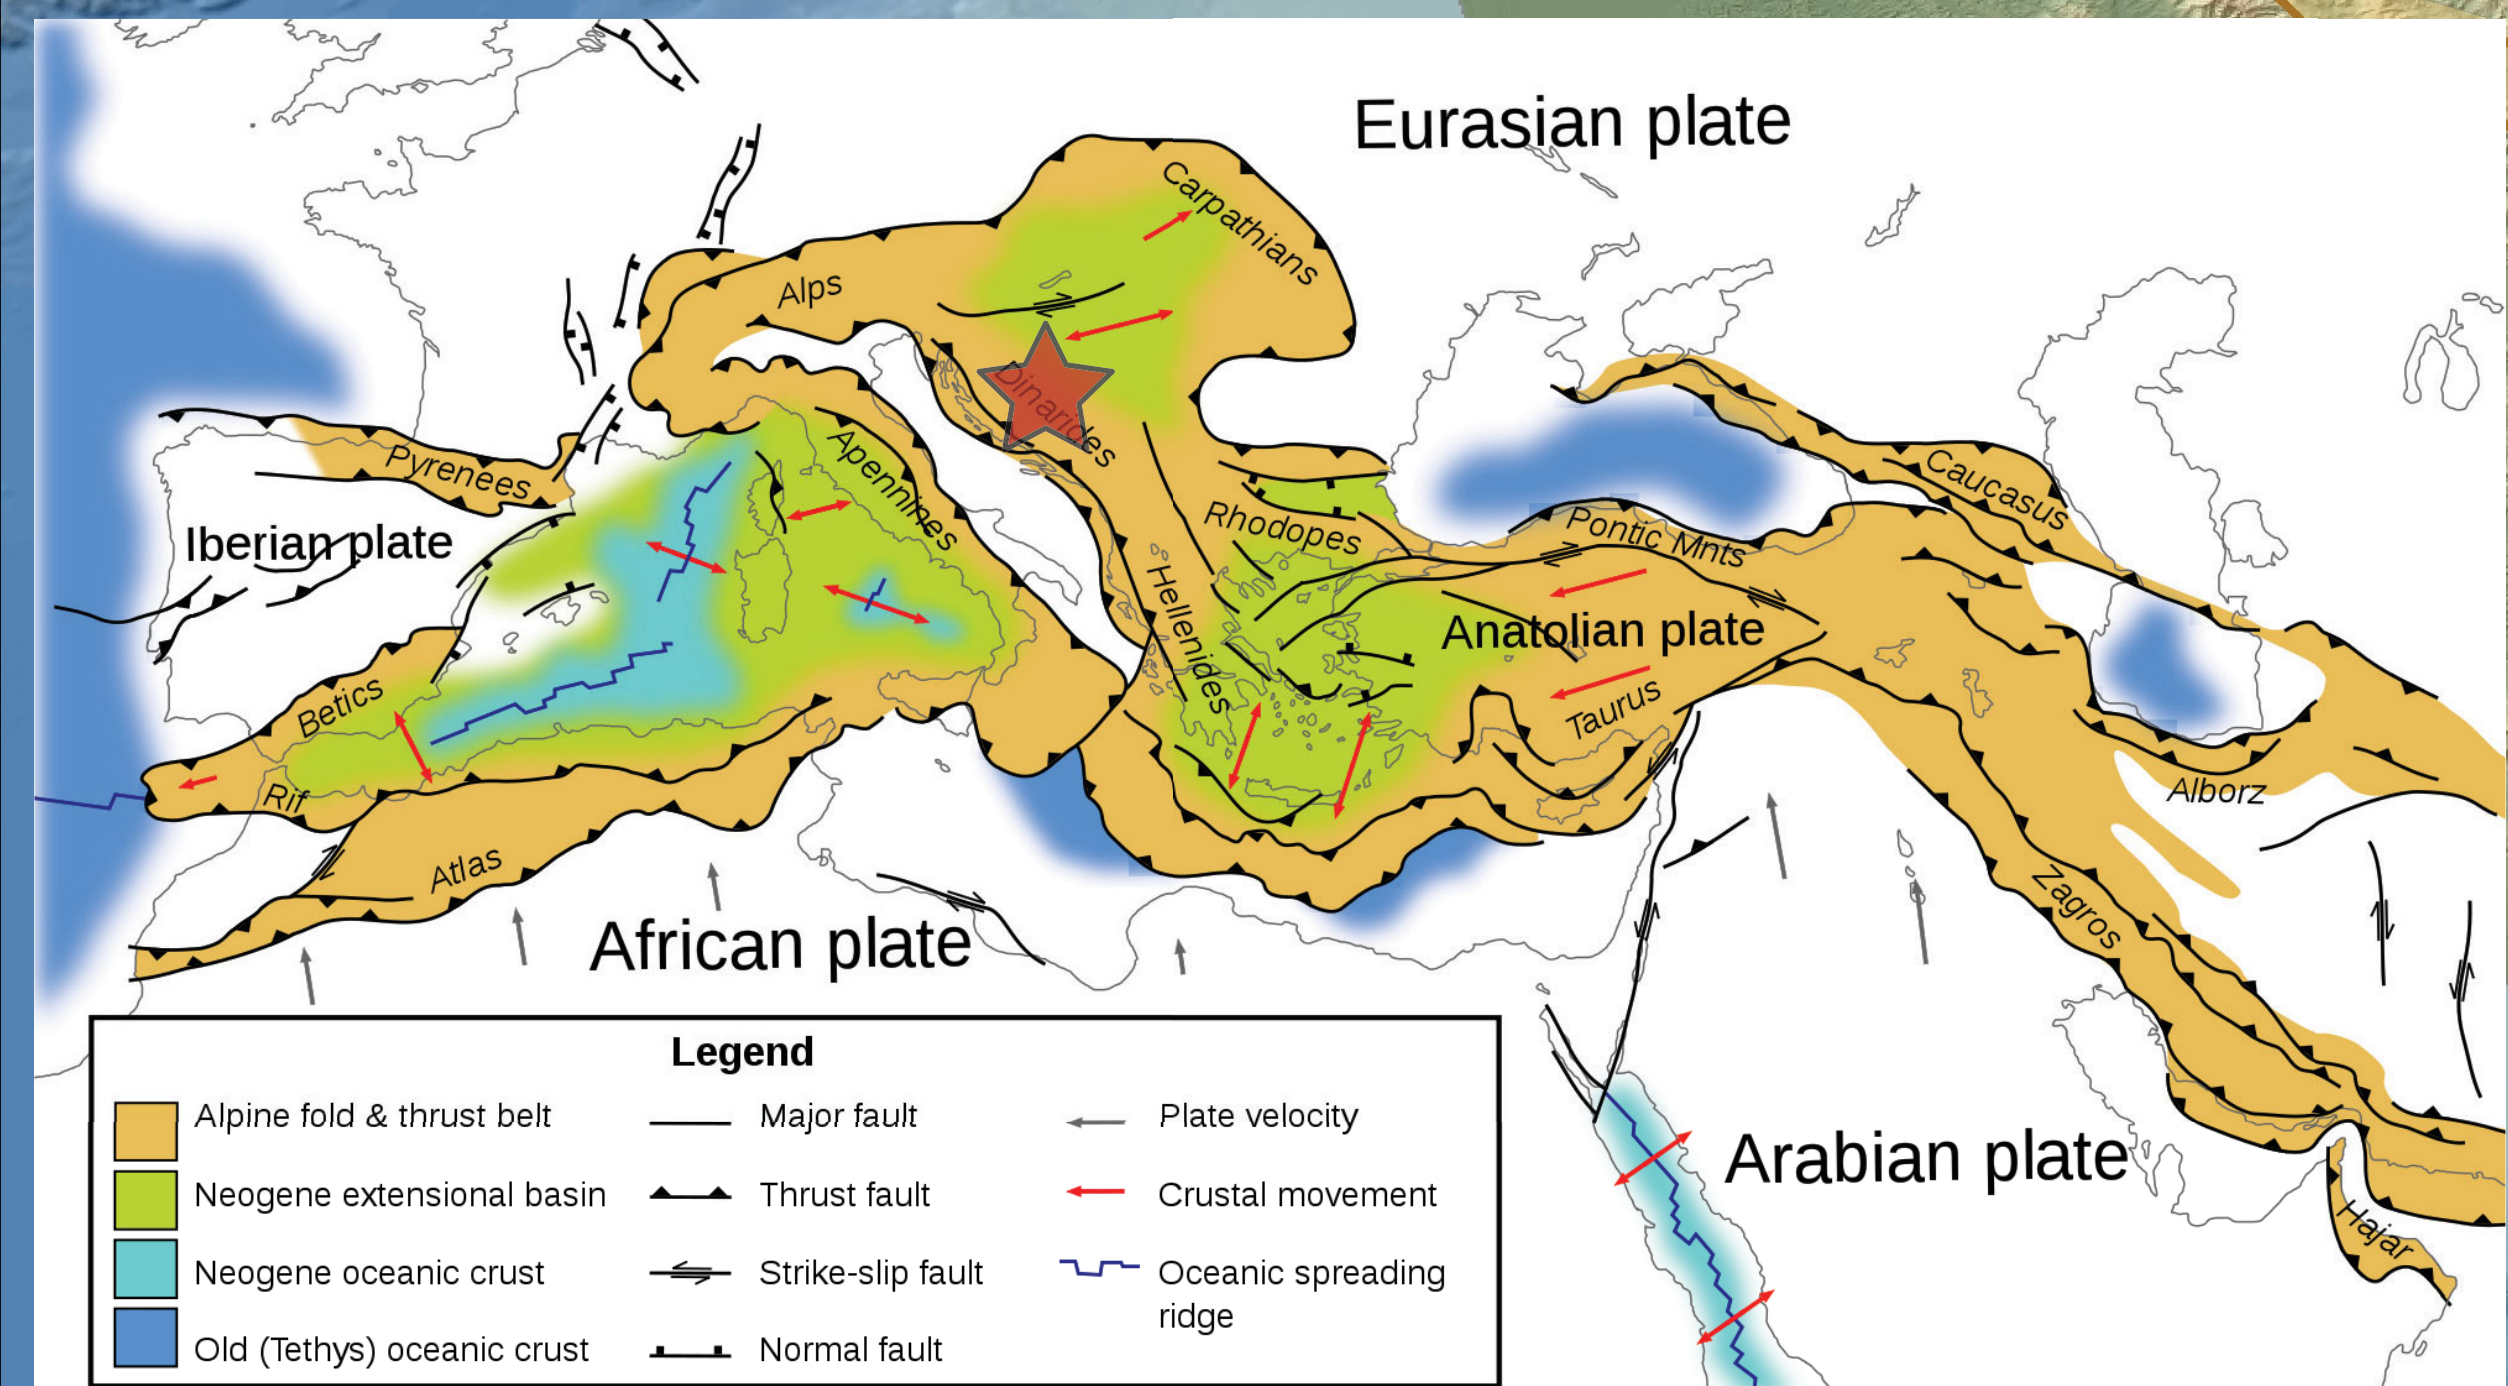 Eurasian plate
Carpathians
Alps
Dinarides
Pyrenees
Apennines
Caucasus
Iberian plate
Rhodopes
Pontic Mnts
Hellenides
Anatolian plate
Betics
Taurus
Rif
Alborz
Atlas
Zagros
African plate
Arabian plate
Hajar
Legend
Alpine fold & thrust belt
Major fault
Plate velocity
Neogene extensional basin
Thrust fault
Crustal movement
Neogene oceanic crust
Strike-slip fault
Oceanic spreading
ridge
Old (Tethys) oceanic crust
Normal fault